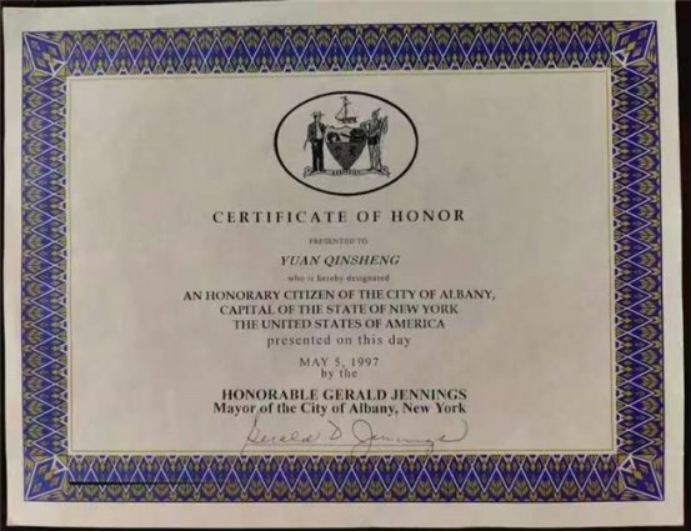 CERTIFICATE OF HONOR
PRESENTED TO
YUAN QINSHENG
who is hereby designated
AN HONORARY CITIZEN OF THE CITY OF ALBANY,
CAPITAL OF THE STATE OF NEW YORK
THE UNITED STATES OF AMERICA
presented on this day
MAY 5, 1997
by the
HONORABLE GERALD JENNINGS
Mayor of the City of Albany, New York
Gerald D Jennings